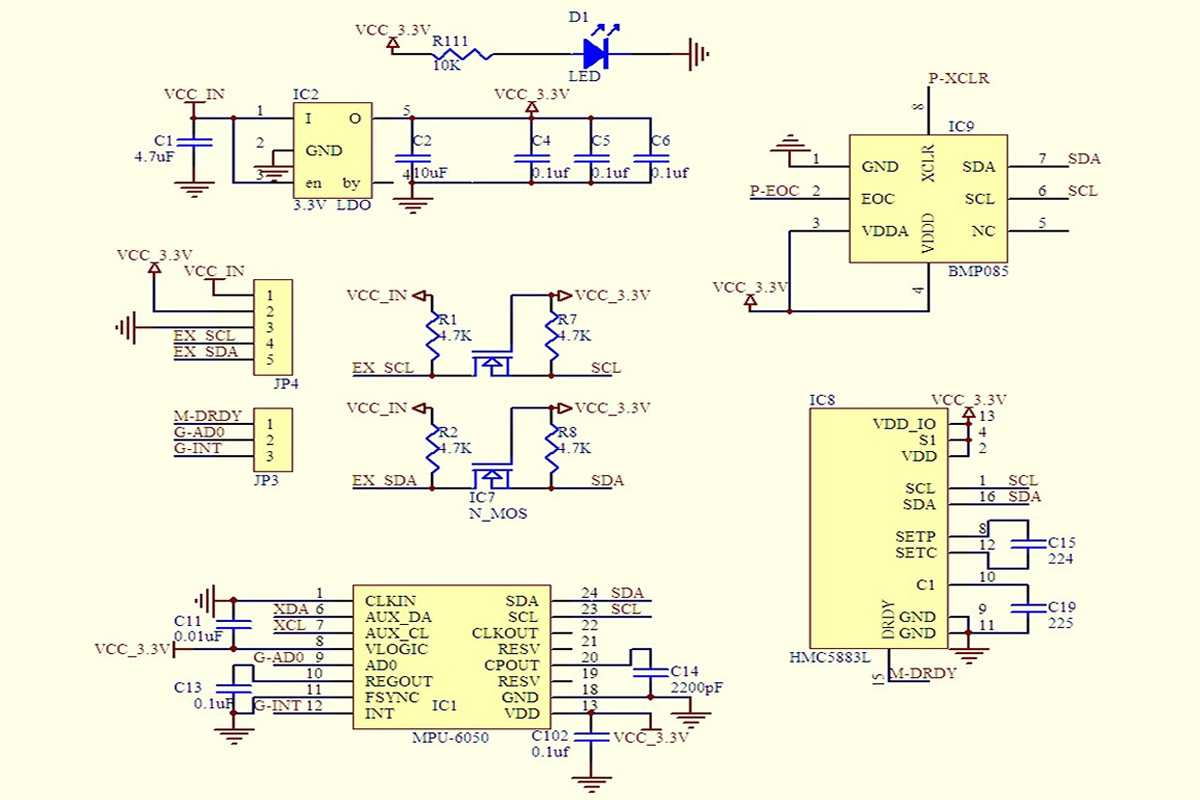 VCC_3.3V
R111
10K
D1
LED
VCC_IN
C1
4.7uF
IC2
1
2
3
I
O
GND
en
by
3.3V LDO
5
4
C2
10uF
VCC_3.3V
C4
0.1uf
C5
0.1uf
C6
0.1uf
P-XCLR
8
IC9
1
GND
XCLR
SDA
7
SDA
P-EOC
2
EOC
SCL
6
SCL
3
VDDA
VDDD
NC
5
BMP085
4
VCC_3.3V
VCC_3.3V
VCC_IN
EX_SCL
EX_SDA
1
2
3
4
5
JP4
M-DRDY
G-AD0
G-INT
1
2
3
JP3
VCC_IN
VCC_3.3V
R1
4.7K
R7
4.7K
EX_SCL
SCL
VCC_IN
VCC_3.3V
R2
4.7K
R8
4.7K
EX_SDA
SDA
IC7
N_MOS
IC8
VCC_3.3V
VDD_IO
13
S1
4
VDD
2
SCL
1
SCL
SDA
16
SDA
SETP
8
SETC
12
C15
224
C1
10
C19
225
DRDY
GND
9
GND
11
HMC5883L
15
M-DRDY
C11
0.01uF
VCC_3.3V
C13
0.1uF
1
XDA 6
XCL 7
8
G-AD0 9
10
11
G-INT 12
CLKIN
AUX_DA
AUX_CL
VLOGIC
AD0
REGOUT
FSYNC
INT
IC1
SDA
SCL
CLKOUT
RESV
CPOUT
RESV
GND
VDD
24 SDA
23 SCL
22
21
20
19
18
13
MPU-6050
C14
2200pF
C102
0.1uf
VCC_3.3V